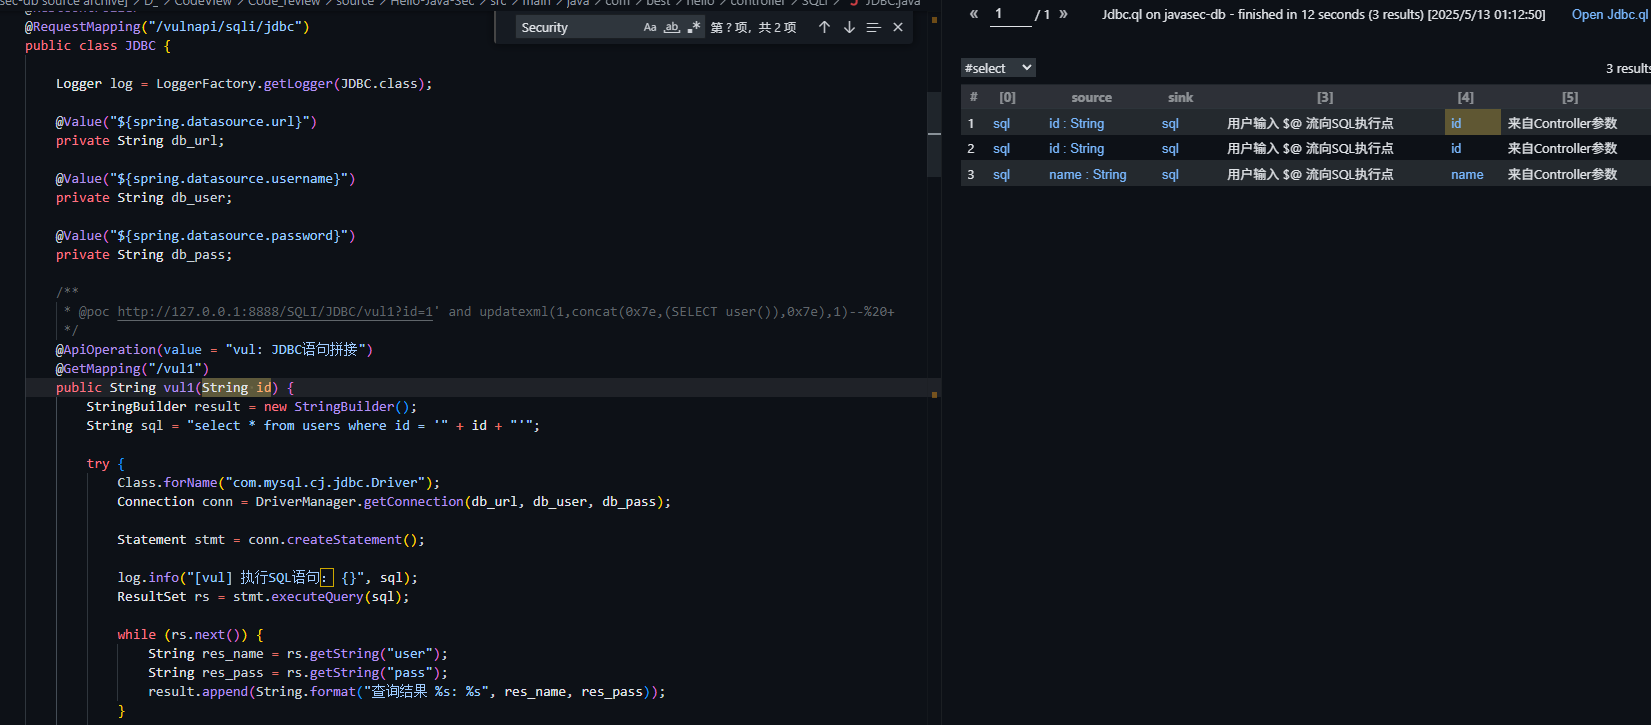 sec-db source archive] > D_ > CodeView > Code_review > source > Hello-Java-Sec > src > main > java > com > best > hello > controller > SQLI > JDBC.java
@RequestMapping("/vulnapi/sqli/jdbc")
public class JDBC {
Logger log = LoggerFactory.getLogger(JDBC.class);
@Value("${spring.datasource.url}")
private String db_url;
@Value("${spring.datasource.username}")
private String db_user;
@Value("${spring.datasource.password}")
private String db_pass;
/**
* @poc http://127.0.0.1:8888/SQLI/JDBC/vul1?id=1' and updatexml(1,concat(0x7e,(SELECT user()),0x7e),1)--%20+
*/
@ApiOperation(value = "vul: JDBC语句拼接")
@GetMapping("/vul1")
public String vul1(String id) {
StringBuilder result = new StringBuilder();
String sql = "select * from users where id = '" + id + "'";
try {
Class.forName("com.mysql.cj.jdbc.Driver");
Connection conn = DriverManager.getConnection(db_url, db_user, db_pass);
Statement stmt = conn.createStatement();
log.info("[vul] 执行SQL语句：{}", sql);
ResultSet rs = stmt.executeQuery(sql);
while (rs.next()) {
String res_name = rs.getString("user");
String res_pass = rs.getString("pass");
result.append(String.format("查询结果 %s: %s", res_name, res_pass));
}
Security Aa ab .* 第 ? 项，共 2 项
« 1 / 1 » Jdbc.ql on javasec-db - finished in 12 seconds (3 results) [2025/5/13 01:12:50] Open Jdbc.ql
#select 3 results
# [0] source sink [3] [4] [5]
1 sql id : String sql 用户输入 $@ 流向SQL执行点 id 来自Controller参数
2 sql id : String sql 用户输入 $@ 流向SQL执行点 id 来自Controller参数
3 sql name : String sql 用户输入 $@ 流向SQL执行点 name 来自Controller参数